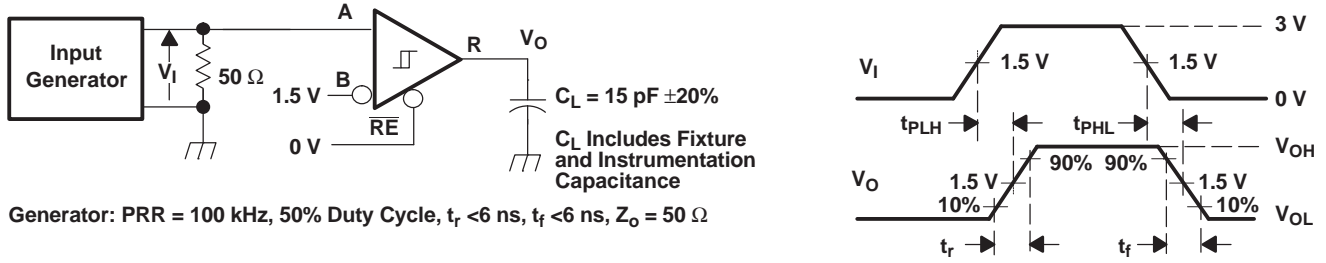 Input
Generator
V_I
50 Ω
A
B
1.5 V
RE
0 V
R
V_O
C_L = 15 pF ±20%
C_L Includes Fixture
and Instrumentation
Capacitance
Generator: PRR = 100 kHz, 50% Duty Cycle, t_r <6 ns, t_f <6 ns, Z_o = 50 Ω
V_I
3 V
1.5 V
1.5 V
0 V
t_PLH
t_PHL
V_O
V_OH
90%
90%
1.5 V
1.5 V
10%
10%
V_OL
t_r
t_f